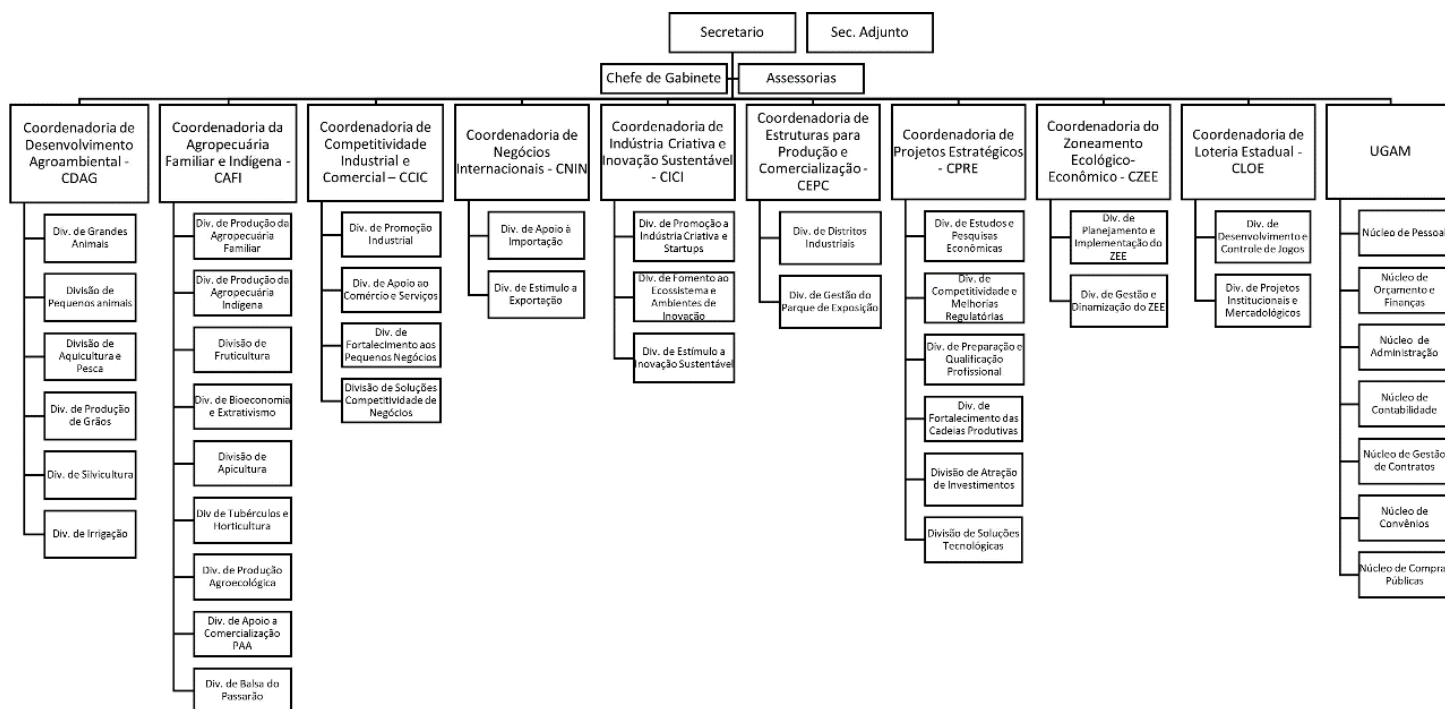 Secretario
Sec. Adjunto
Chefe de Gabinete
Assessorias
Coordenadoria de
Desenvolvimento
Agroambiental -
CDAG
Div. de Grandes
Animais
Divisão de
Pequenos animais
Divisão de
Aquicultura e
Pesca
Div. de Produção
de Grãos
Div. de Silvicultura
Div. de Irrigação
Coordenadoria da
Agropecuária
Familiar e Indígena -
CAFI
Div. de Produção da
Agropecuária
Familiar
Div. de Produção da
Agropecuária
Indígena
Divisão de
Fruticultura
Div. de Bioeconomia
e Extrativismo
Divisão de
Apicultura
Div de Tubérculos e
Horticultura
Div. de Produção
Agroecológica
Div. de Apoio a
Comercialização
PAA
Div. de Balsa do
Passarão
Coordenadoria de
Competitividade
Industrial e
Comercial – CCIC
Div. de Promoção
Industrial
Div. de Apoio ao
Comércio e Serviços
Div. de
Fortalecimento aos
Pequenos Negócios
Divisão de Soluções
Competitividade de
Negócios
Coordenadoria de
Negócios
Internacionais - CNIN
Div. de Apoio à
Importação
Div. de Estimulo a
Exportação
Coordenadoria de
Indústria Criativa e
Inovação Sustentável
- CICI
Div. de Promoção a
Indústria Criativa e
Startups
Div. de Fomento ao
Ecossistema e
Ambientes de
Inovação
Div. de Estímulo a
Inovação Sustentável
Coordenadoria de
Estruturas para
Produção e
Comercialização -
CEPC
Div. de Distritos
Industriais
Div. de Gestão do
Parque de Exposição
Coordenadoria de
Projetos Estratégicos
- CPRE
Div. de Estudos e
Pesquisas
Econômicas
Div. de
Competitividade e
Melhorias
Regulatórias
Div. de Preparação e
Qualificação
Profissional
Div. de
Fortalecimento das
Cadeias Produtivas
Divisão de Atração
de Investimentos
Divisão de Soluções
Tecnológicas
Coordenadoria do
Zoneamento
Ecológico-
Econômico - CZEE
Div. de
Planejamento e
Implementação do
ZEE
Div. de Gestão e
Dinamização do ZEE
Coordenadoria de
Loteria Estadual -
CLOE
Div. de
Desenvolvimento e
Controle de Jogos
Div. de Projetos
Institucionais e
Mercadológicos
UGAM
Núcleo de Pessoal
Núcleo de
Orçamento e
Finanças
Núcleo de
Administração
Núcleo de
Contabilidade
Núcleo de Gestão
de Contratos
Núcleo de
Convênios
Núcleo de Compra
Públicas